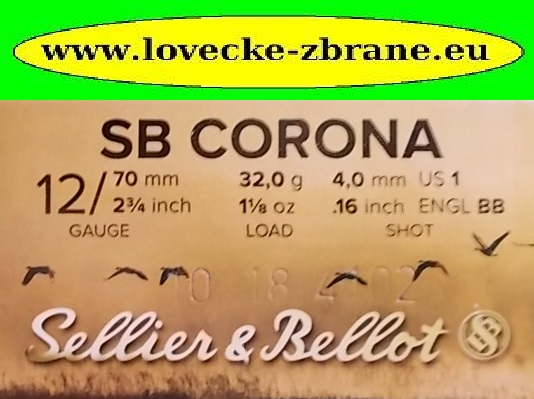 www.lovecke-zbrane.eu
SB CORONA
12/ 70 mm 32,0 g 4,0 mm US 1
2¾ inch 1⅛ oz .16 inch ENGL BB
GAUGE LOAD SHOT
Sellier & Bellot SB